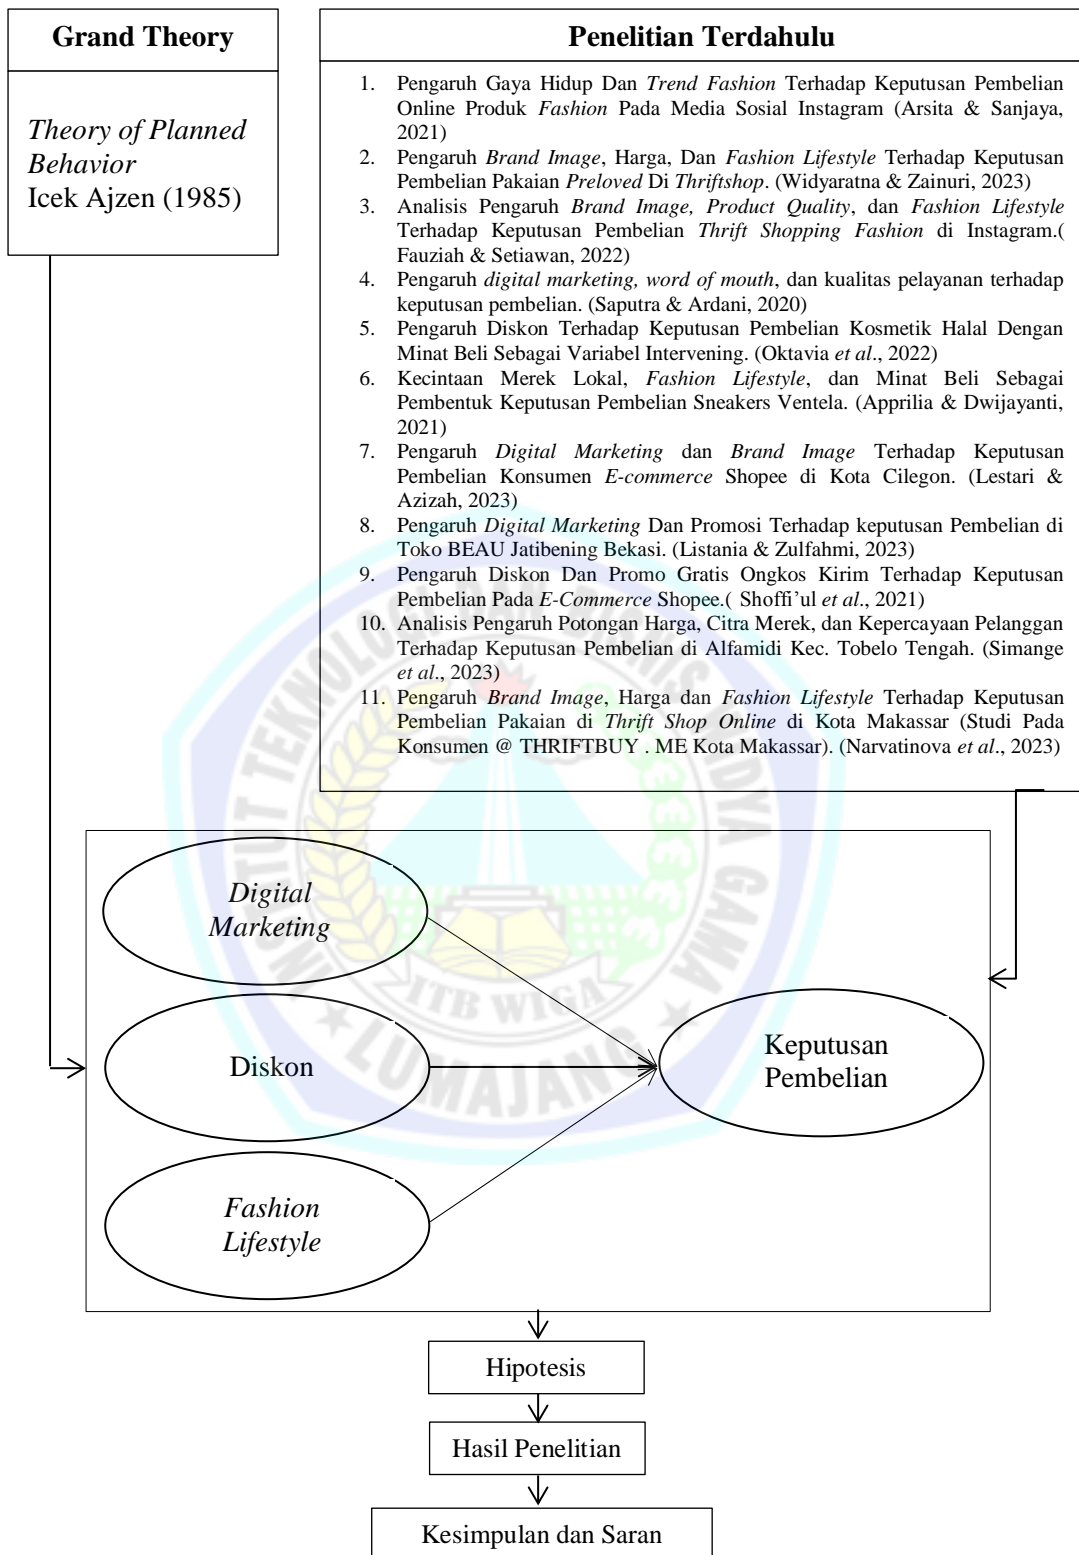 Grand Theory
Theory of Planned
Behavior
Icek Ajzen (1985)
Penelitian Terdahulu
1. Pengaruh Gaya Hidup Dan Trend Fashion Terhadap Keputusan Pembelian
Online Produk Fashion Pada Media Sosial Instagram (Arsita & Sanjaya,
2021)
2. Pengaruh Brand Image, Harga, Dan Fashion Lifestyle Terhadap Keputusan
Pembelian Pakaian Preloved Di Thriftshop. (Widyaratna & Zainuri, 2023)
3. Analisis Pengaruh Brand Image, Product Quality, dan Fashion Lifestyle
Terhadap Keputusan Pembelian Thrift Shopping Fashion di Instagram.(
Fauziah & Setiawan, 2022)
4. Pengaruh digital marketing, word of mouth, dan kualitas pelayanan terhadap
keputusan pembelian. (Saputra & Ardani, 2020)
5. Pengaruh Diskon Terhadap Keputusan Pembelian Kosmetik Halal Dengan
Minat Beli Sebagai Variabel Intervening. (Oktavia et al., 2022)
6. Kecintaan Merek Lokal, Fashion Lifestyle, dan Minat Beli Sebagai
Pembentuk Keputusan Pembelian Sneakers Ventela. (Apprilia & Dwijayanti,
2021)
7. Pengaruh Digital Marketing dan Brand Image Terhadap Keputusan
Pembelian Konsumen E-commerce Shopee di Kota Cilegon. (Lestari &
Azizah, 2023)
8. Pengaruh Digital Marketing Dan Promosi Terhadap keputusan Pembelian di
Toko BEAU Jatibening Bekasi. (Listania & Zulfahmi, 2023)
9. Pengaruh Diskon Dan Promo Gratis Ongkos Kirim Terhadap Keputusan
Pembelian Pada E-Commerce Shopee.( Shoffi’ul et al., 2021)
10. Analisis Pengaruh Potongan Harga, Citra Merek, dan Kepercayaan Pelanggan
Terhadap Keputusan Pembelian di Alfamidi Kec. Tobelo Tengah. (Simange
et al., 2023)
11. Pengaruh Brand Image, Harga dan Fashion Lifestyle Terhadap Keputusan
Pembelian Pakaian di Thrift Shop Online di Kota Makassar (Studi Pada
Konsumen @ THRIFTBUY . ME Kota Makassar). (Narvatinova et al., 2023)
INSTITUT TEKNOLOGI DAN BISNIS WIDYA GAMA
ITB WIGA
LUMAJANG
Digital
Marketing
Diskon
Fashion
Lifestyle
Keputusan
Pembelian
Hipotesis
Hasil Penelitian
Kesimpulan dan Saran